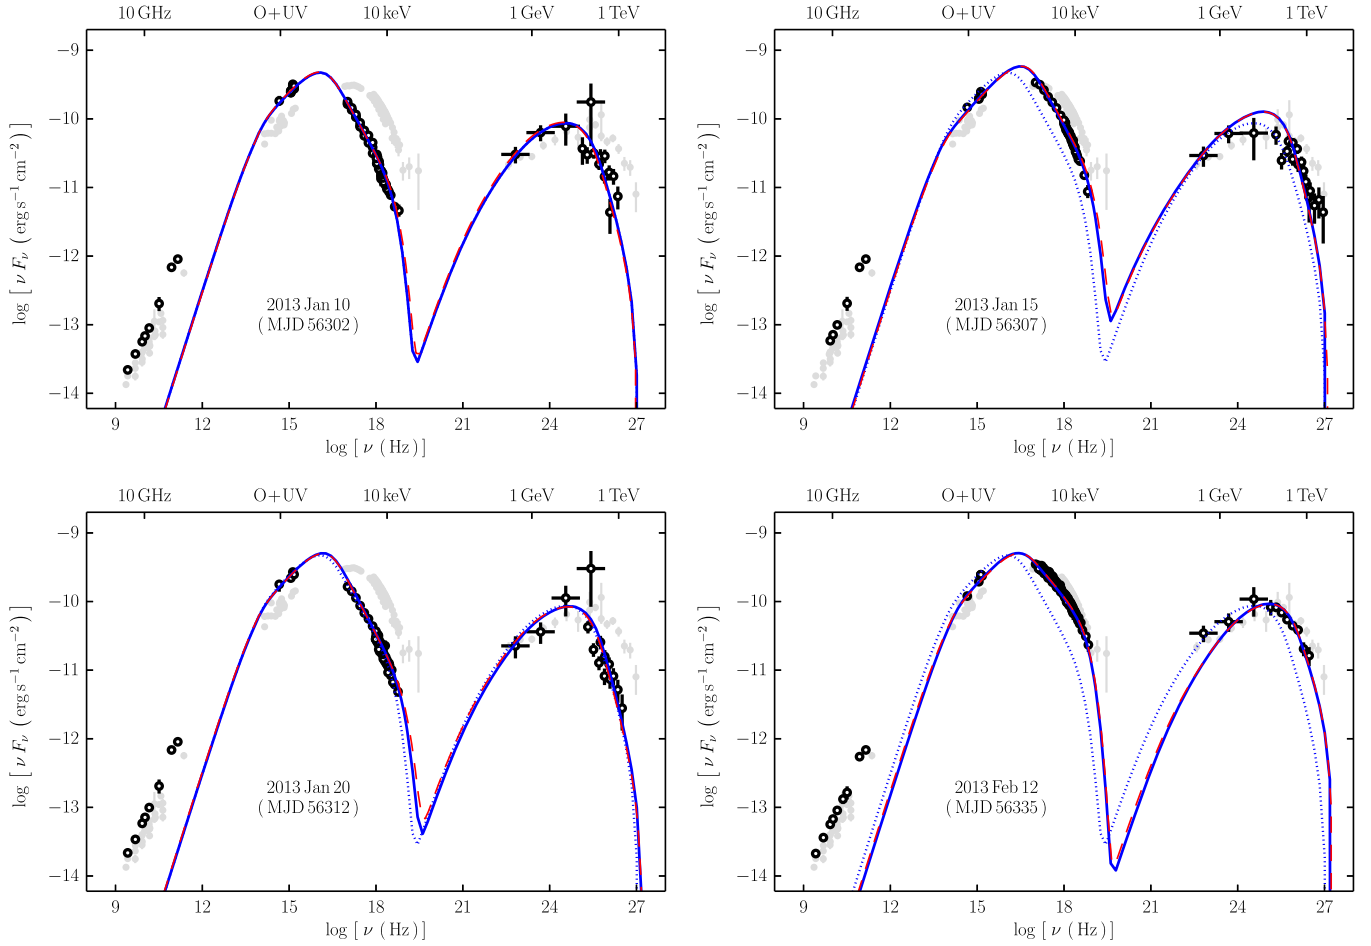 10 GHz O+UV 10 keV 1 GeV 1 TeV
10 GHz O+UV 10 keV 1 GeV 1 TeV
−9
−10
−11
−12
−13
−14
log [ ν Fν ( erg s−1 cm−2 ) ]
2013 Jan 10
( MJD 56302 )
9 12 15 18 21 24 27
log [ ν ( Hz ) ]
−9
−10
−11
−12
−13
−14
log [ ν Fν ( erg s−1 cm−2 ) ]
2013 Jan 15
( MJD 56307 )
9 12 15 18 21 24 27
log [ ν ( Hz ) ]
10 GHz O+UV 10 keV 1 GeV 1 TeV
10 GHz O+UV 10 keV 1 GeV 1 TeV
−9
−10
−11
−12
−13
−14
log [ ν Fν ( erg s−1 cm−2 ) ]
2013 Jan 20
( MJD 56312 )
9 12 15 18 21 24 27
log [ ν ( Hz ) ]
−9
−10
−11
−12
−13
−14
log [ ν Fν ( erg s−1 cm−2 ) ]
2013 Feb 12
( MJD 56335 )
9 12 15 18 21 24 27
log [ ν ( Hz ) ]